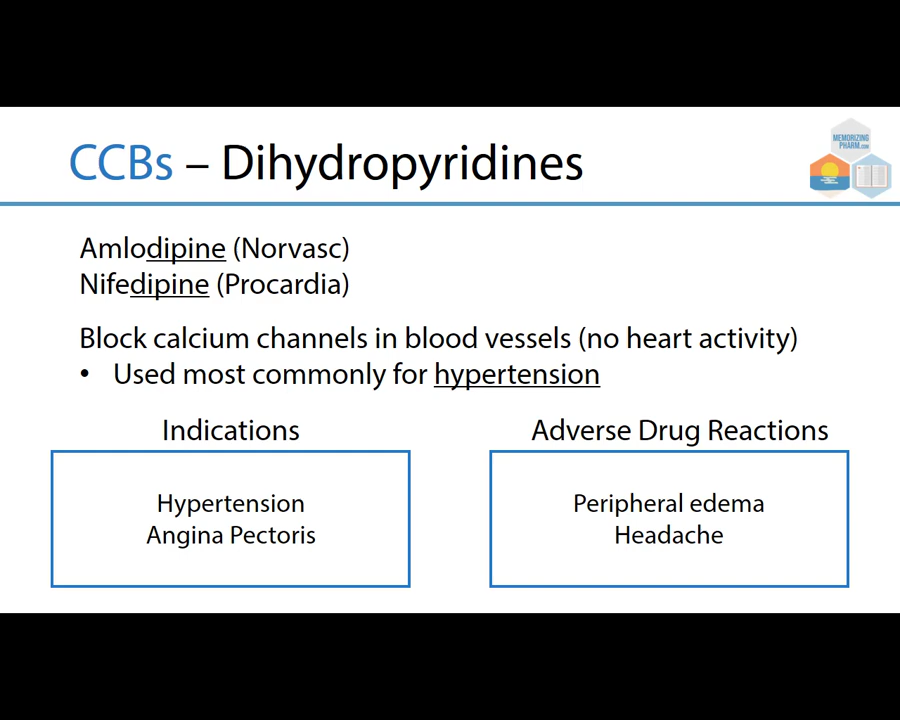 CCBs – Dihydropyridines
MEMORIZING
PHARM.COM
Amlodipine (Norvasc)
Nifedipine (Procardia)
Block calcium channels in blood vessels (no heart activity)
• Used most commonly for hypertension
Indications
Hypertension
Angina Pectoris
Adverse Drug Reactions
Peripheral edema
Headache